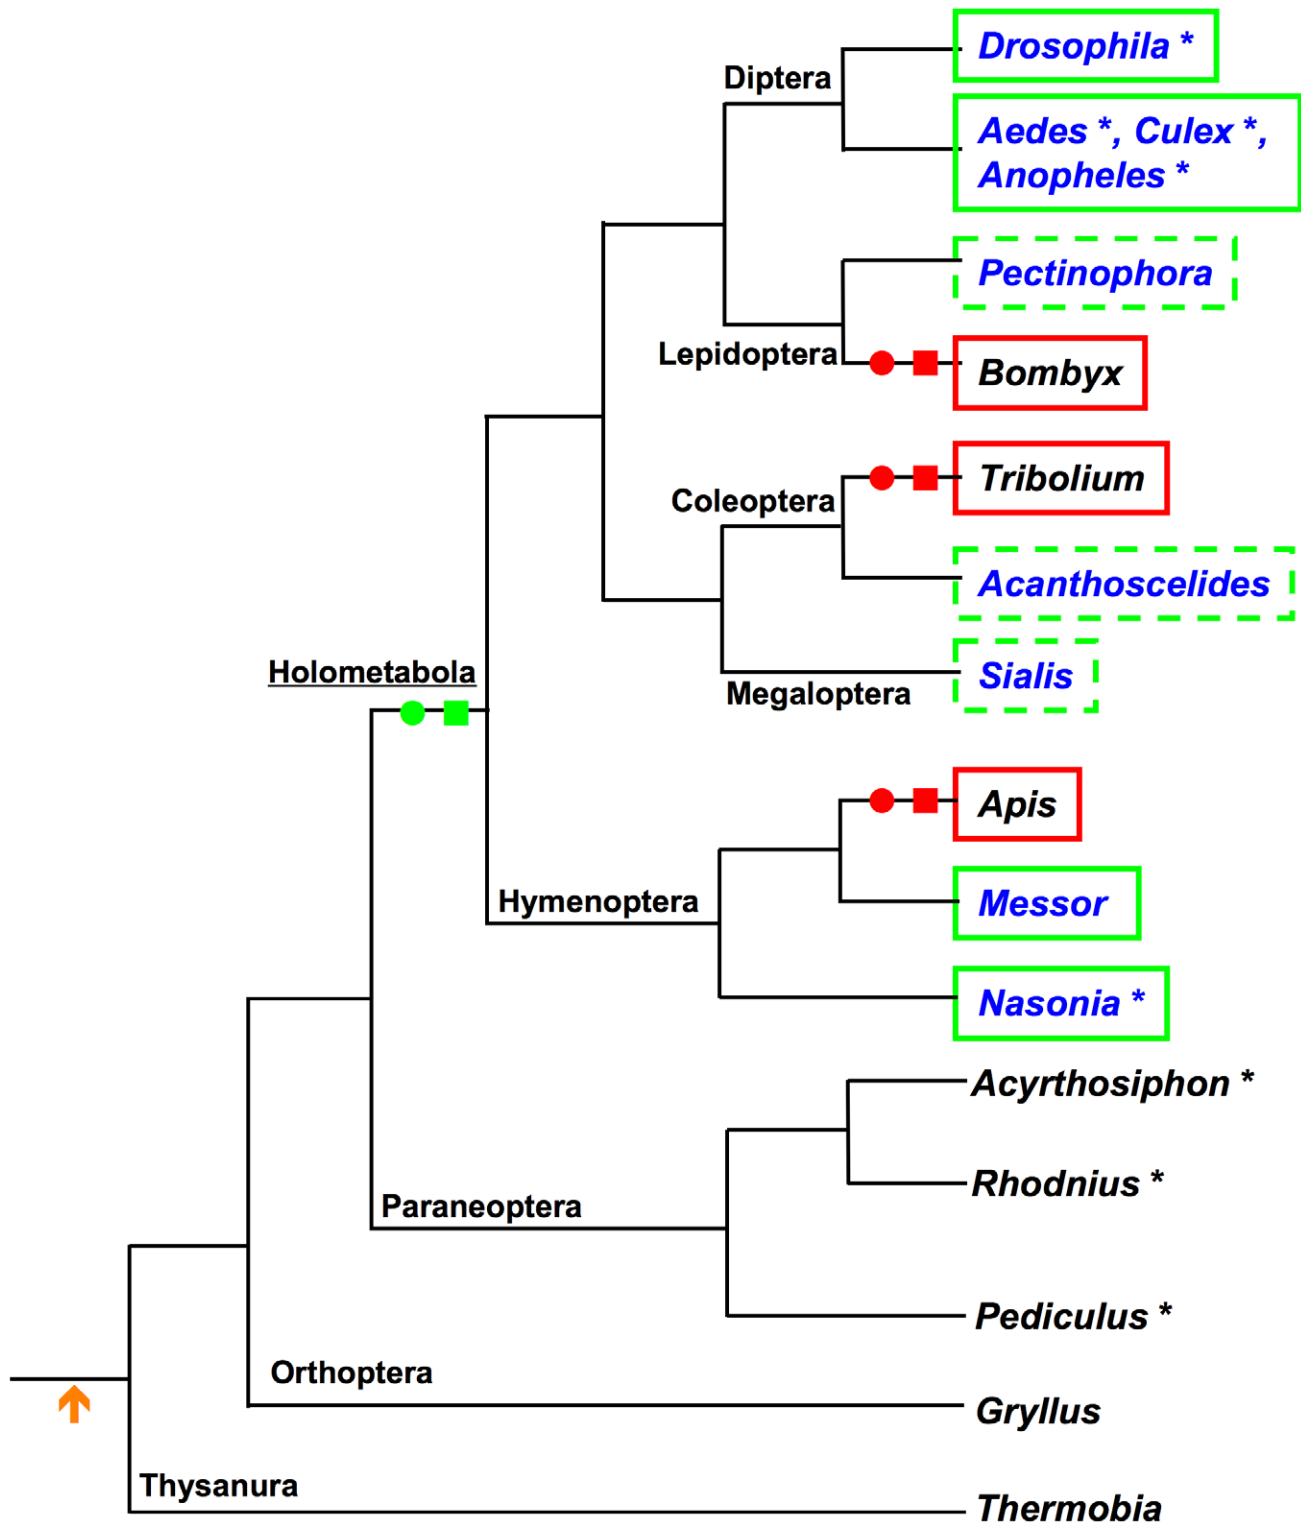 Diptera
Drosophila *
Aedes *, Culex *,
Anopheles *
Pectinophora
Lepidoptera
Bombyx
Coleoptera
Tribolium
Acanthoscelides
Holometabola
Sialis
Megaloptera
Apis
Hymenoptera
Messor
Nasonia *
Acyrthosiphon *
Rhodnius *
Paraneoptera
Pediculus *
Orthoptera
Gryllus
Thysanura
Thermobia